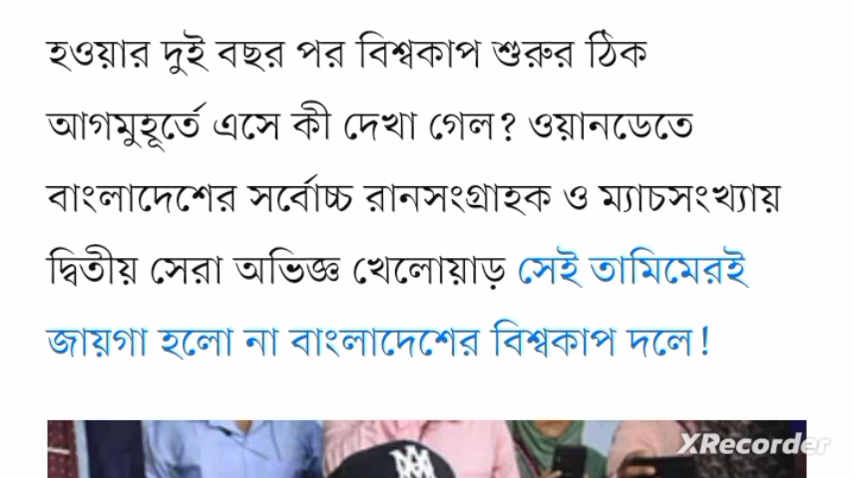 হওয়ার দুই বছর পর বিশ্বকাপ শুরুর ঠিক
আগমুহূর্তে এসে কী দেখা গেল? ওয়ানডেতে
বাংলাদেশের সর্বোচ্চ রানসংগ্রাহক ও ম্যাচসংখ্যায়
দ্বিতীয় সেরা অভিজ্ঞ খেলোয়াড় সেই তামিমেরই
জায়গা হলো না বাংলাদেশের বিশ্বকাপ দলে!
XRecorder